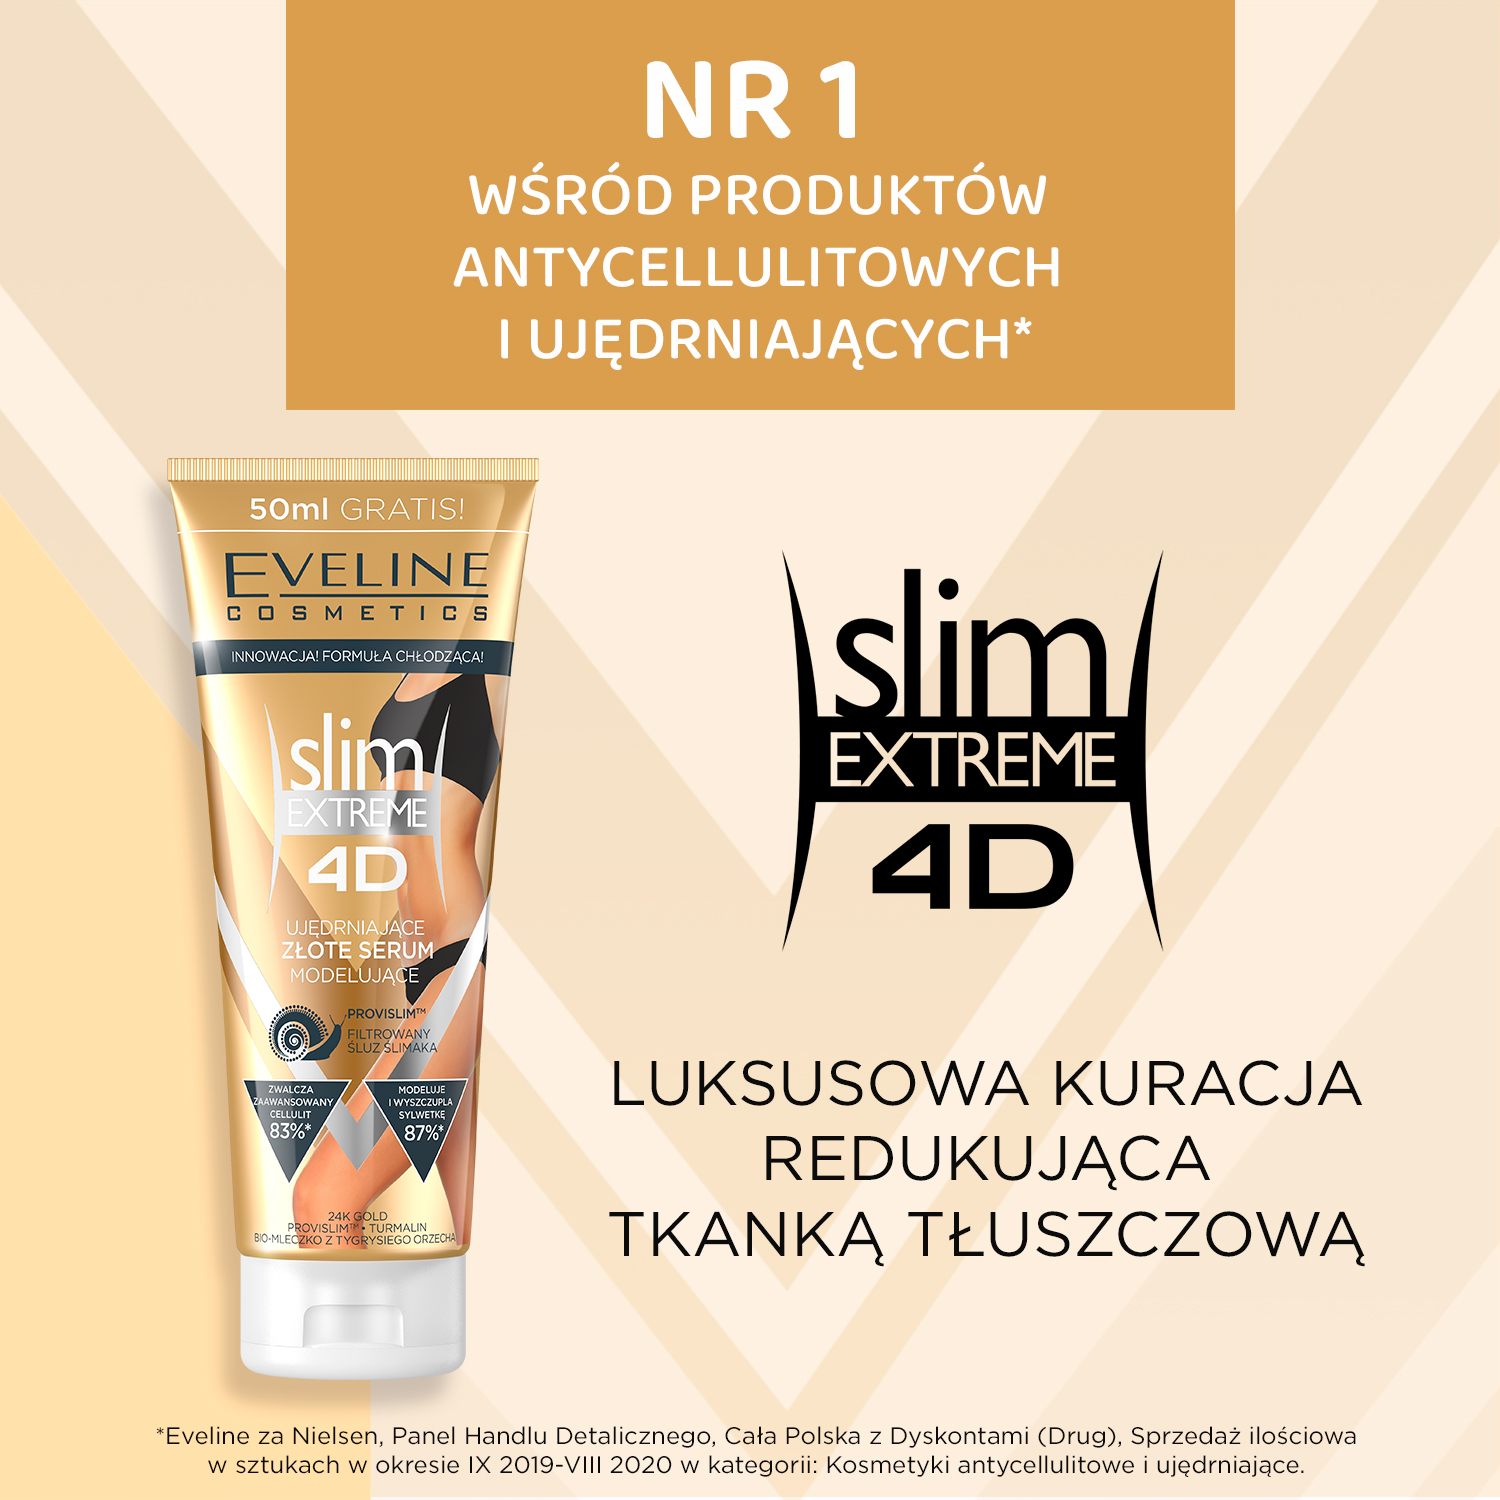 NR 1
WŚRÓD PRODUKTÓW
ANTYCELLULITOWYCH
I UJĘDRNIAJĄCYCH*
50ml GRATIS!
EVELINE
COSMETICS
INNOWACJA! FORMUŁA CHŁODZĄCA!
slim
EXTREME
4D
UJĘDRNIAJĄCE
ZŁOTE SERUM
MODELUJĄCE
PROVISLIM™
FILTROWANY
ŚLUZ ŚLIMAKA
ZWALCZA
ZAAWANSOWANY
CELLULIT
83%*
MODELUJE
I WYSZCZUPLA
SYLWETKĘ
87%*
24K GOLD
PROVISLIM™ • TURMALIN
BIO-MLECZKO Z TYGRYSIEGO ORZECHA
slim
EXTREME
4D
LUKSUSOWA KURACJA
REDUKUJĄCA
TKANKĄ TŁUSZCZOWĄ
*Eveline za Nielsen, Panel Handlu Detalicznego, Cała Polska z Dyskontami (Drug), Sprzedaż ilościowa
w sztukach w okresie IX 2019-VIII 2020 w kategorii: Kosmetyki antycellulitowe i ujędrniające.